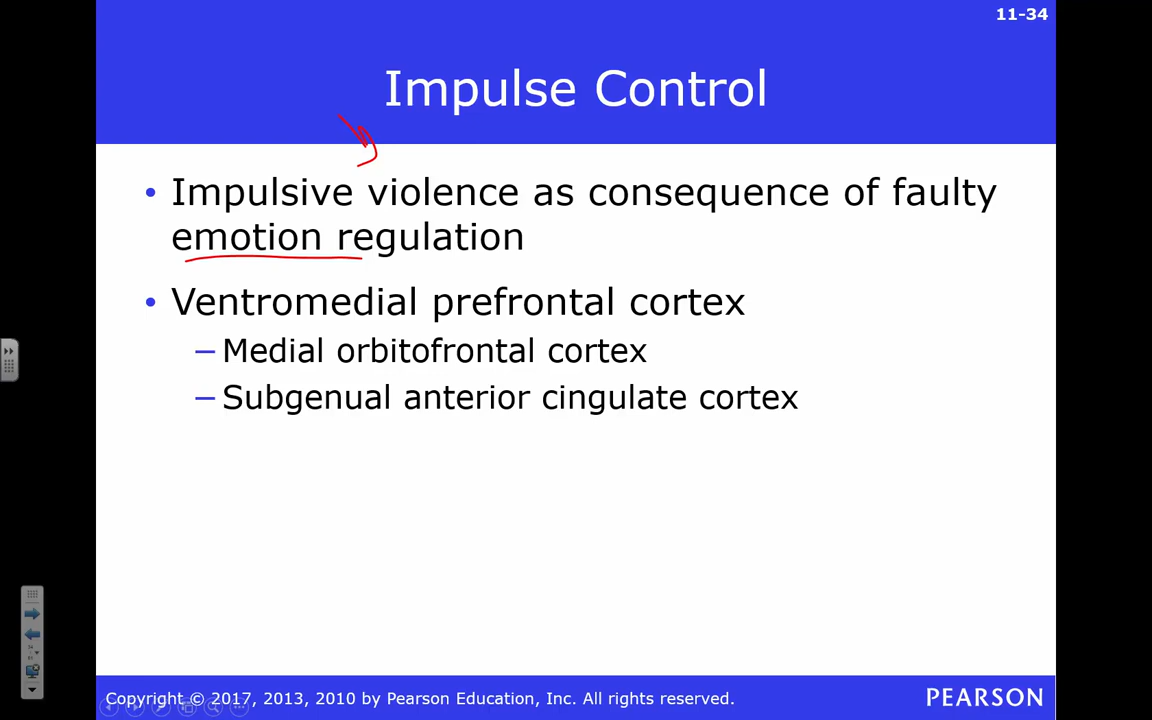 11-34
Impulse Control
• Impulsive violence as consequence of faulty
emotion regulation
• Ventromedial prefrontal cortex
– Medial orbitofrontal cortex
– Subgenual anterior cingulate cortex
Copyright © 2017, 2013, 2010 by Pearson Education, Inc. All rights reserved.
PEARSON